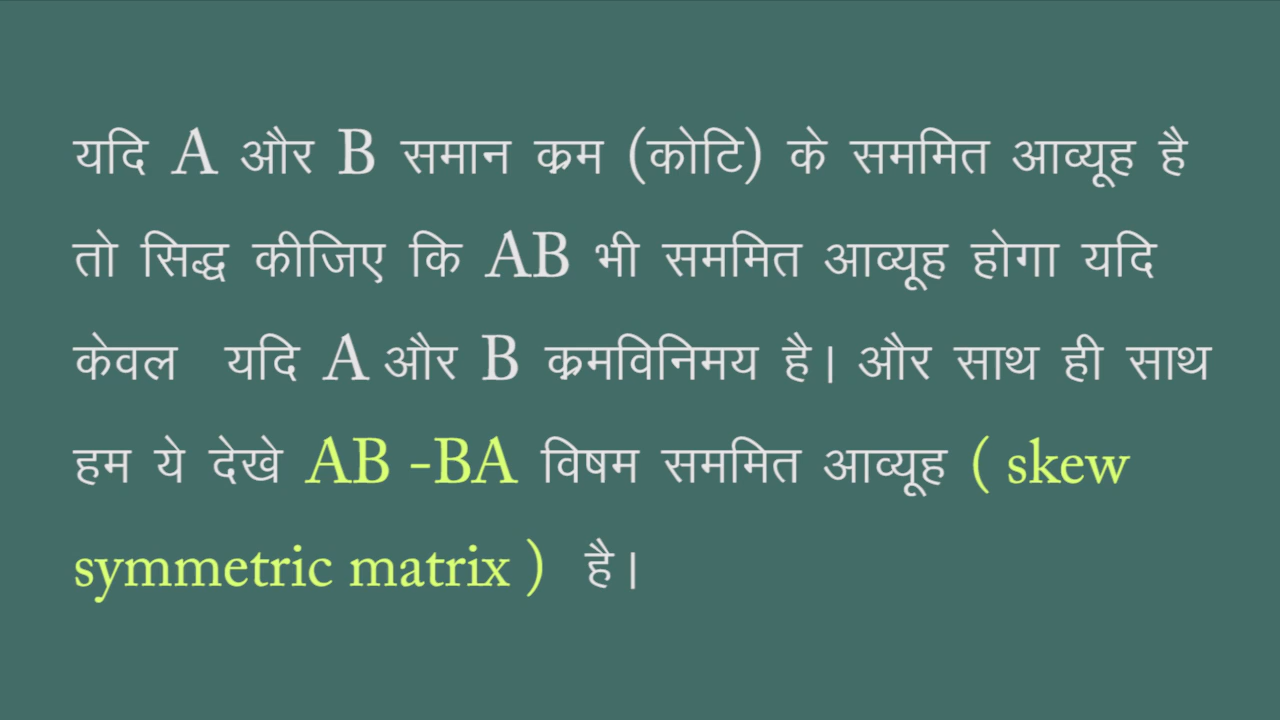 यदि A और B समान क्रम (कोटि) के सममित आव्यूह है
तो सिद्ध कीजिए कि AB भी सममित आव्यूह होगा यदि
केवल यदि A और B क्रमविनिमय है। और साथ ही साथ
हम ये देखे AB -BA विषम सममित आव्यूह ( skew
symmetric matrix ) है।